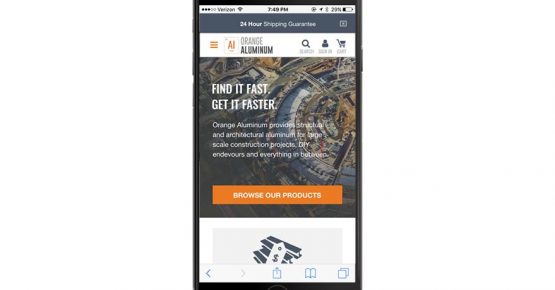 Verizon 7:49 PM 29%
24 Hour Shipping Guarantee
AI ORANGE
ALUMINUM
SEARCH SIGN IN CART
FIND IT FAST.
GET IT FASTER.
Orange Aluminum provides structual
and architectural aluminum for large
scale construction projects, DIY
endevours and everything in between.
BROWSE OUR PRODUCTS
$